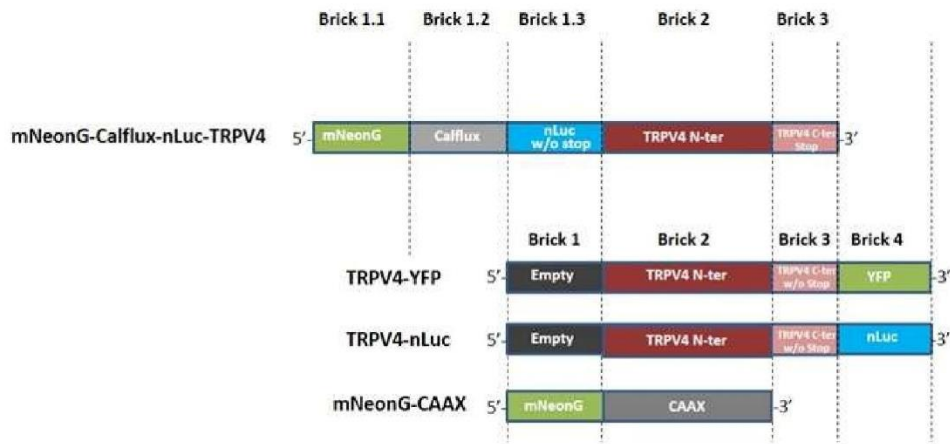 Brick 1.1 Brick 1.2 Brick 1.3 Brick 2 Brick 3
mNeonG-Calflux-nLuc-TRPV4 5’ mNeonG Calflux nLuc w/o stop TRPV4 N-ter TRPV4 C-ter Stop -3’
Brick 1 Brick 2 Brick 3 Brick 4
TRPV4-YFP 5’ Empty TRPV4 N-ter TRPV4 C-ter w/o Stop YFP -3’
TRPV4-nLuc 5’ Empty TRPV4 N-ter TRPV4 C-ter w/o Stop nLuc -3’
mNeonG-CAAX 5’ mNeonG CAAX -3’